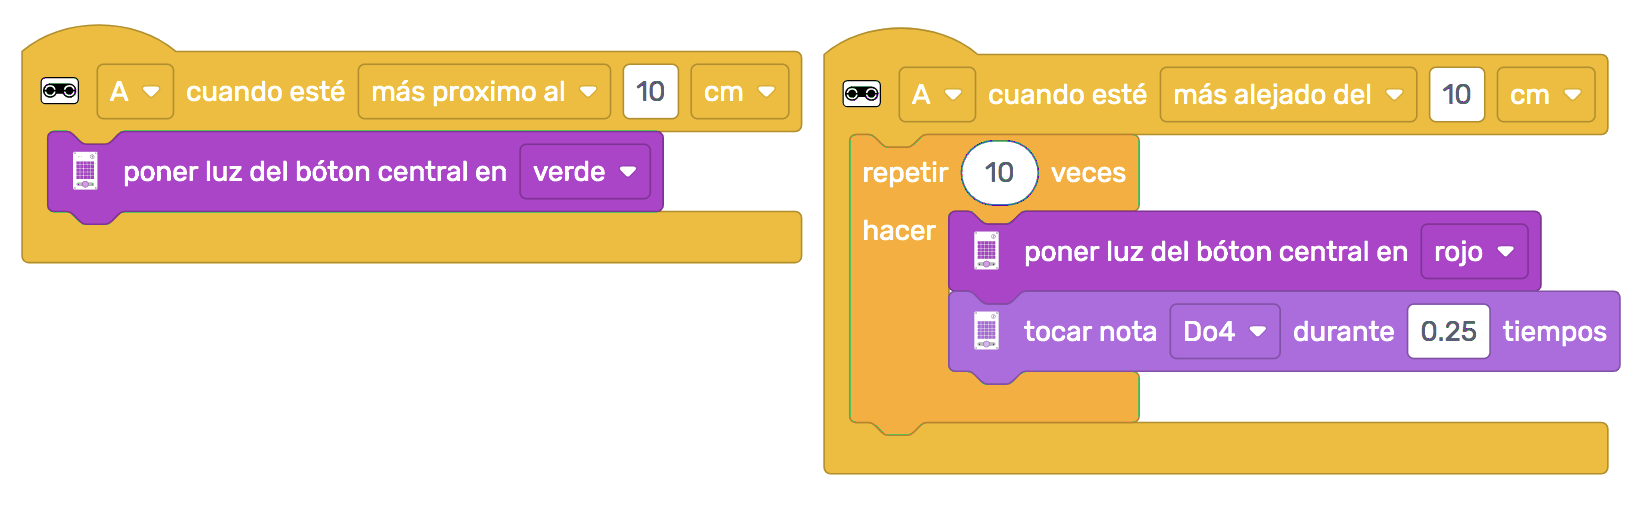 A cuando esté más proximo al 10 cm
poner luz del bóton central en verde
A cuando esté más alejado del 10 cm
repetir 10 veces
hacer
poner luz del bóton central en rojo
tocar nota Do4 durante 0.25 tiempos